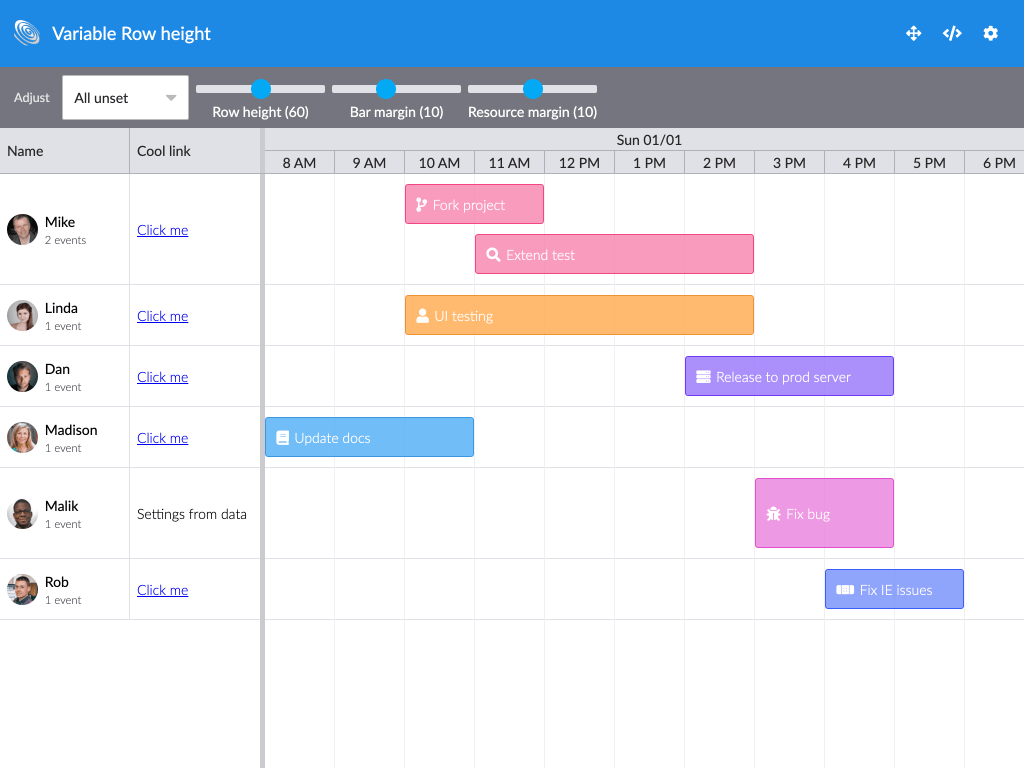 Variable Row height
Adjust
All unset
Row height (60)
Bar margin (10)
Resource margin (10)
Name
Cool link
Sun 01/01
8 AM
9 AM
10 AM
11 AM
12 PM
1 PM
2 PM
3 PM
4 PM
5 PM
6 PM
Mike
2 events
Click me
Fork project
Extend test
Linda
1 event
Click me
UI testing
Dan
1 event
Click me
Release to prod server
Madison
1 event
Click me
Update docs
Malik
1 event
Settings from data
Fix bug
Rob
1 event
Click me
Fix IE issues